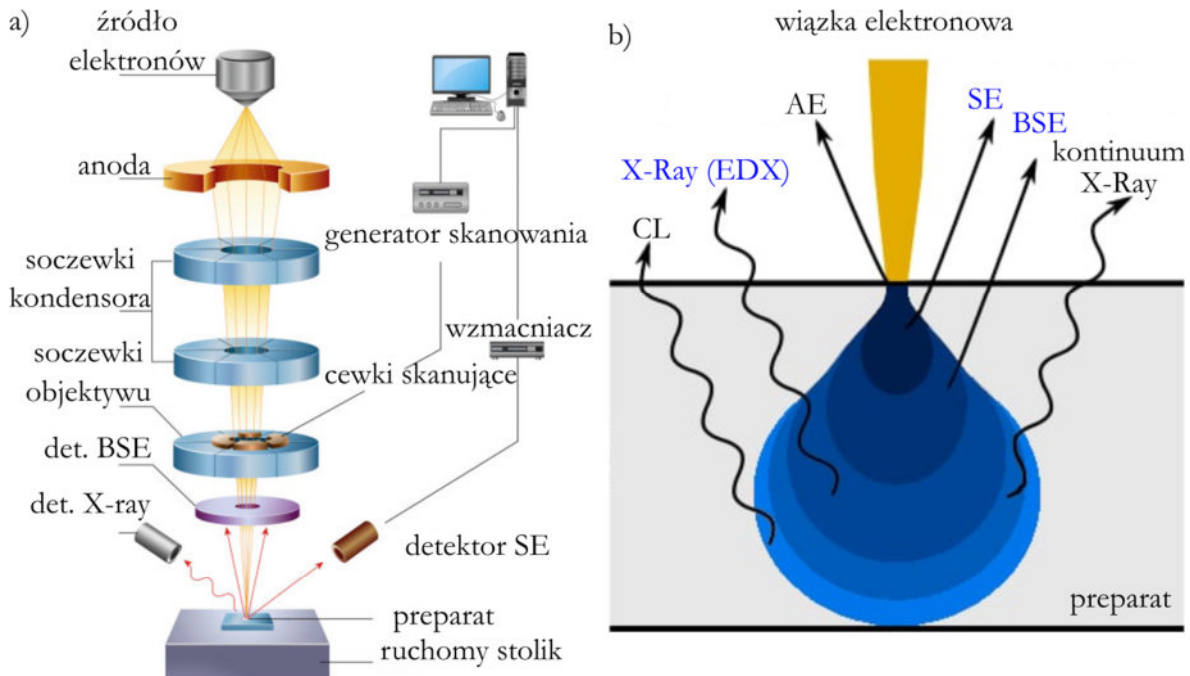 a)
źródło
elektronów
anoda
generator skanowania
soczewki
kondensora
soczewki
objektywu
wzmacniacz
cewki skanujące
det. BSE
det. X-ray
detektor SE
preparat
ruchomy stolik
b)
wiązka elektronowa
AE
SE
BSE
X-Ray (EDX)
kontinuum
X-Ray
CL
preparat